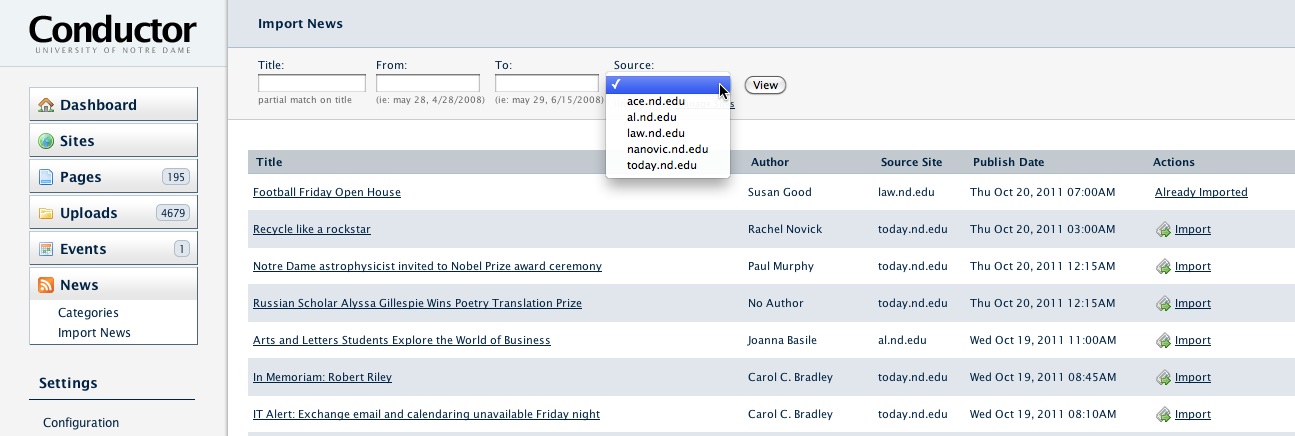 Conductor
UNIVERSITY OF NOTRE DAME
Dashboard
Sites
Pages 195
Uploads 4679
Events 1
News
Categories
Import News
Settings
Configuration
Import News
Title: From: To: Source:
✓
View
partial match on title (ie: may 28, 4/28/2008) (ie: may 29, 6/15/2008)
ace.nd.edu
al.nd.edu
law.nd.edu
nanovic.nd.edu
today.nd.edu
Title Author Source Site Publish Date Actions
Football Friday Open House Susan Good law.nd.edu Thu Oct 20, 2011 07:00AM Already Imported
Recycle like a rockstar Rachel Novick today.nd.edu Thu Oct 20, 2011 03:00AM Import
Notre Dame astrophysicist invited to Nobel Prize award ceremony Paul Murphy today.nd.edu Thu Oct 20, 2011 12:15AM Import
Russian Scholar Alyssa Gillespie Wins Poetry Translation Prize No Author today.nd.edu Thu Oct 20, 2011 12:15AM Import
Arts and Letters Students Explore the World of Business Joanna Basile al.nd.edu Wed Oct 19, 2011 11:00AM Import
In Memoriam: Robert Riley Carol C. Bradley today.nd.edu Wed Oct 19, 2011 08:45AM Import
IT Alert: Exchange email and calendaring unavailable Friday night Carol C. Bradley today.nd.edu Wed Oct 19, 2011 08:10AM Import